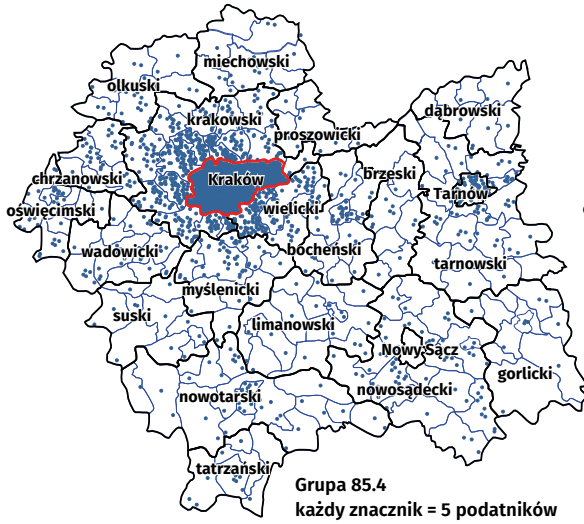 miechowski
olkuski
dąbrowski
krakowski
proszowicki
chrzanowski
Kraków
brzeski
Tarnów
oświęcimski
wielicki
wadowicki
bocheński
tarnowski
myślenicki
suski
limanowski
Nowy Sącz
gorlicki
nowosądecki
nowotarski
tatrzański
Grupa 85.4
każdy znacznik = 5 podatników